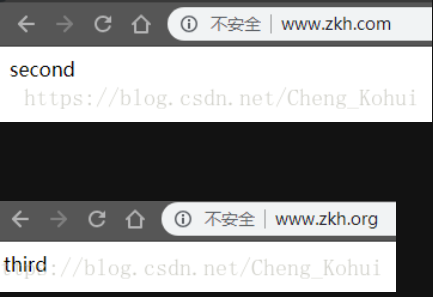 不安全 www.zkh.com
second
https://blog.csdn.net/Cheng_Kohui
不安全 www.zkh.org
third
https://blog.csdn.net/Cheng_Kohui